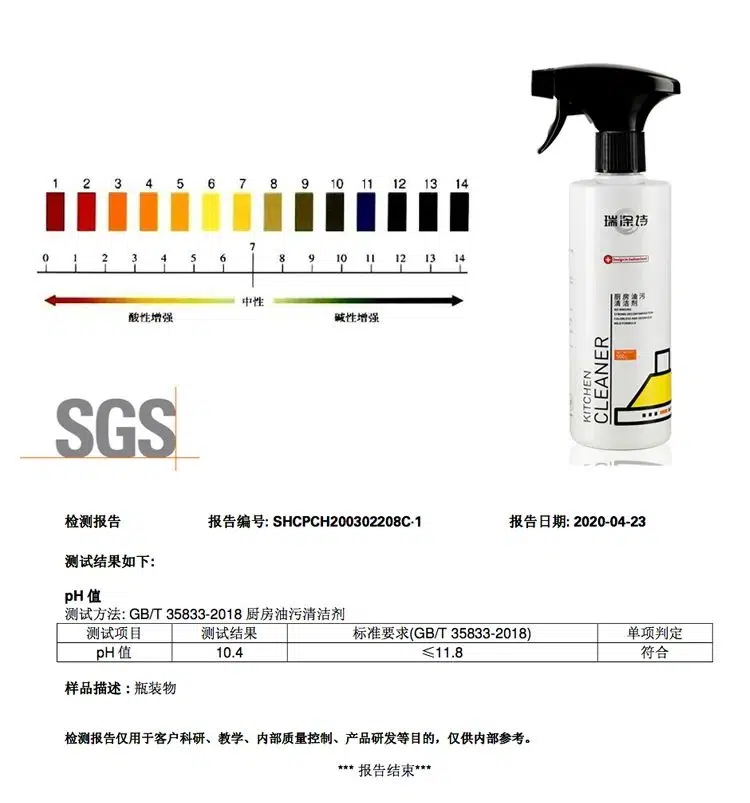 1 2 3 4 5 6 7 8 9 10 11 12 13 14
7
0 1 2 3 4 5 6 8 9 10 11 12 13 14
中性
酸性增强 碱性增强
瑞涤诗
Design in Switzerland
厨房油污
清洁剂
KITCHEN
CLEANER
SGS
检测报告 报告编号: SHCPCH200302208C-1 报告日期: 2020-04-23
测试结果如下:
pH 值
测试方法: GB/T 35833-2018 厨房油污清洁剂
测试项目 测试结果 标准要求(GB/T 35833-2018) 单项判定
pH 值 10.4 ≤11.8 符合
样品描述：瓶装物
检测报告仅用于客户科研、教学、内部质量控制、产品研发等目的，仅供内部参考。
*** 报告结束***